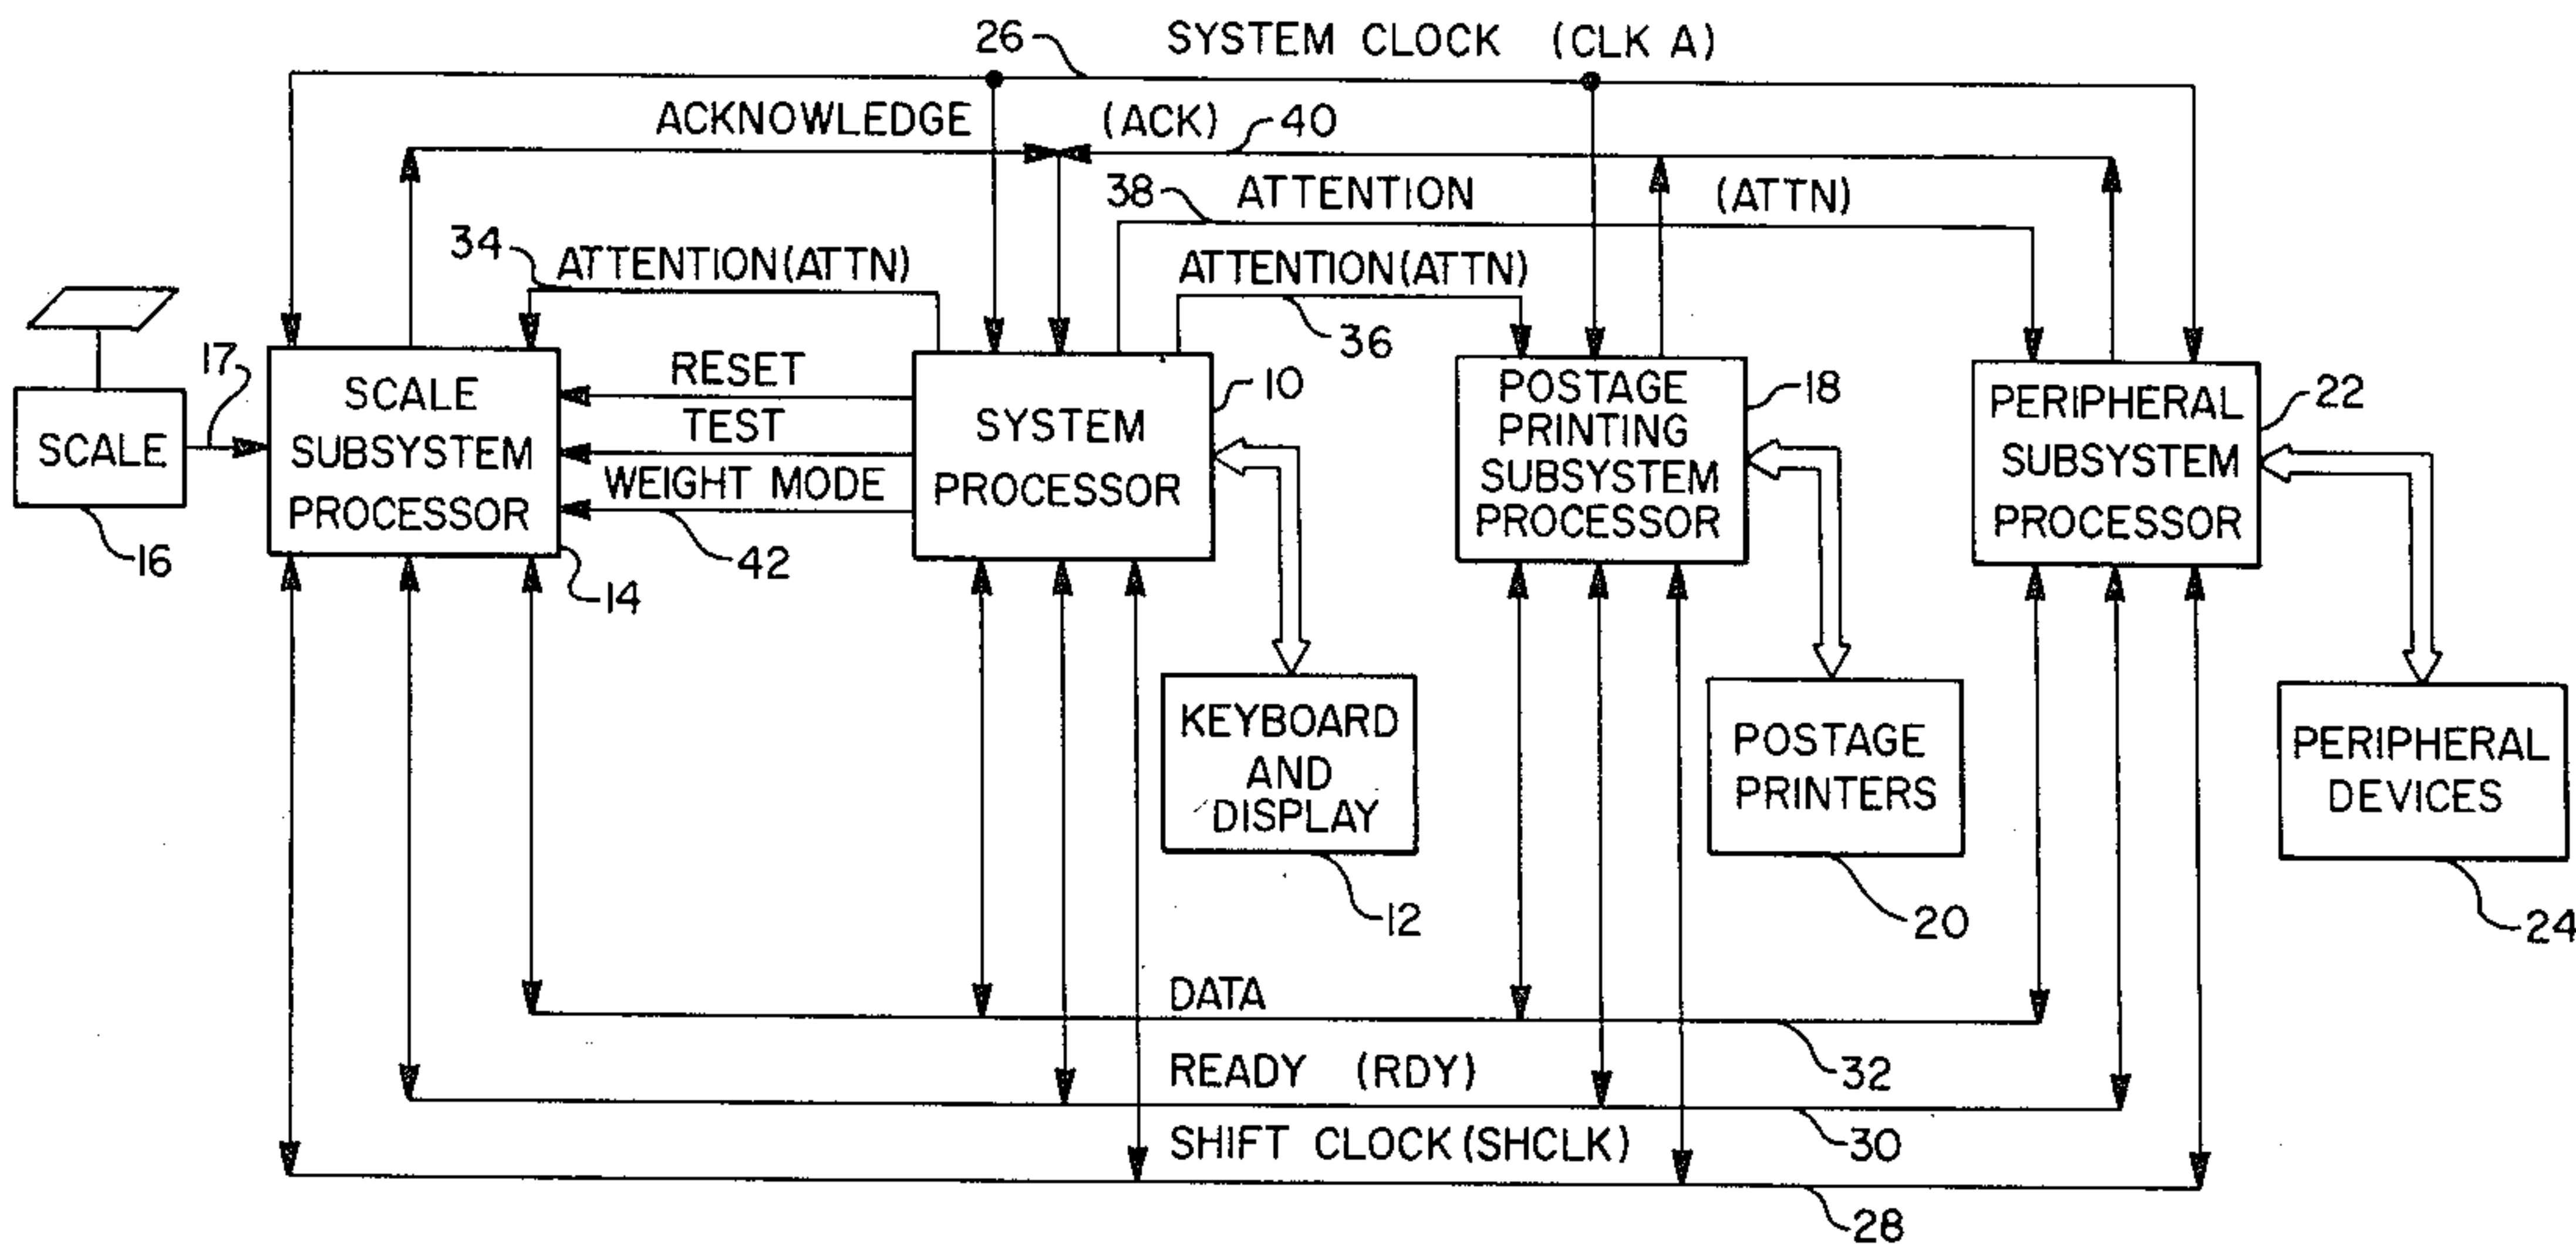 26 SYSTEM CLOCK (CLK A)
ACKNOWLEDGE (ACK) 40
38 ATTENTION (ATTN)
34 ATTENTION(ATTN)
ATTENTION(ATTN)
36
17
SCALE
16
SCALE
SUBSYSTEM
PROCESSOR
14
RESET
TEST
WEIGHT MODE
42
SYSTEM
PROCESSOR
10
POSTAGE
PRINTING
SUBSYSTEM
PROCESSOR
18
PERIPHERAL
SUBSYSTEM
PROCESSOR
22
KEYBOARD
AND
DISPLAY
12
POSTAGE
PRINTERS
20
PERIPHERAL
DEVICES
24
DATA
32
READY (RDY)
30
SHIFT CLOCK(SHCLK)
28